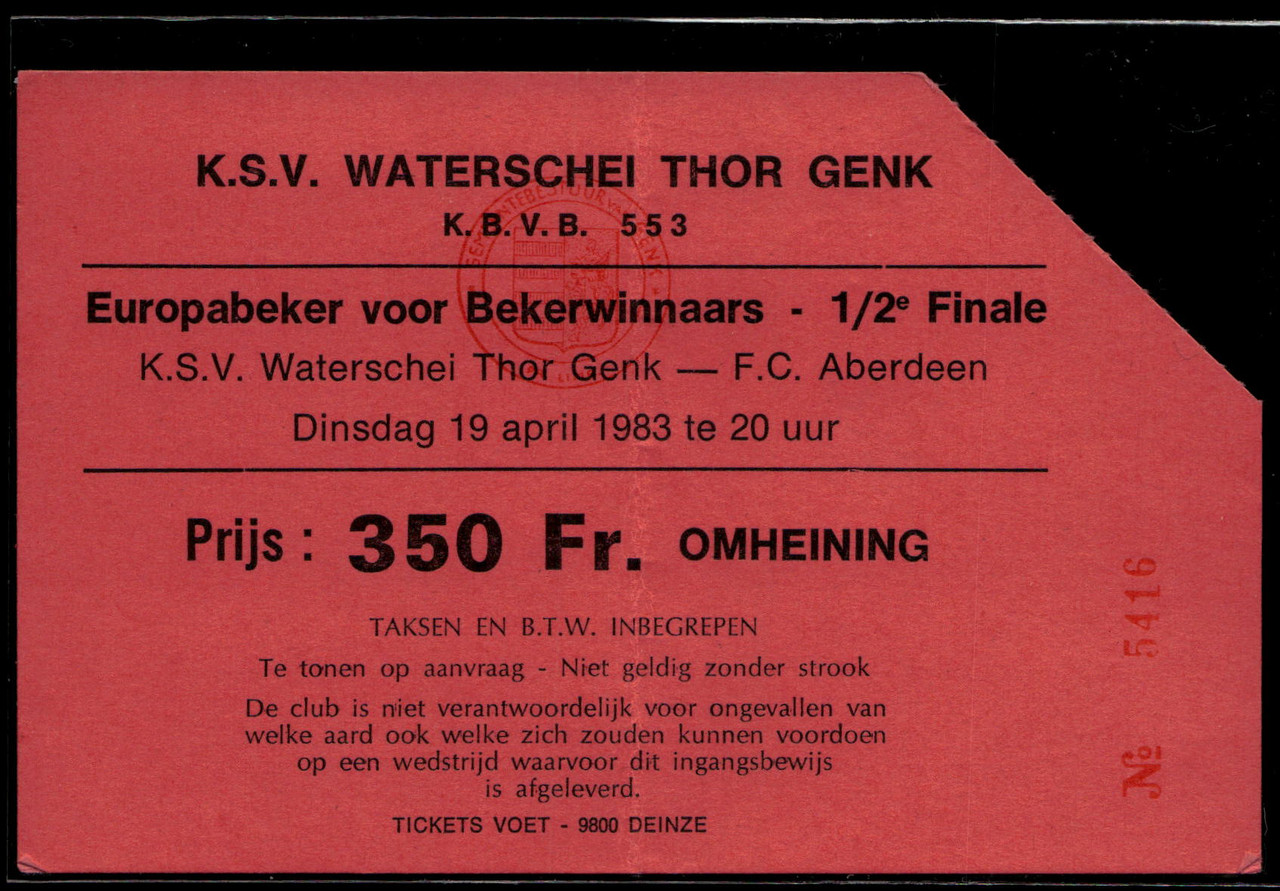 K.S.V. WATERSCHEI THOR GENK
K.B.V.B. 553
Europabeker voor Bekerwinnaars - 1/2e Finale
K.S.V. Waterschei Thor Genk — F.C. Aberdeen
Dinsdag 19 april 1983 te 20 uur
Prijs : 350 Fr. OMHEINING
TAKSEN EN B.T.W. INBEGREPEN
Te tonen op aanvraag - Niet geldig zonder strook
De club is niet verantwoordelijk voor ongevallen van
welke aard ook welke zich zouden kunnen voordoen
op een wedstrijd waarvoor dit ingangsbewijs
is afgeleverd.
TICKETS VOET - 9800 DEINZE
№ 5416
GEMEENTEBESTUUR VAN GENK